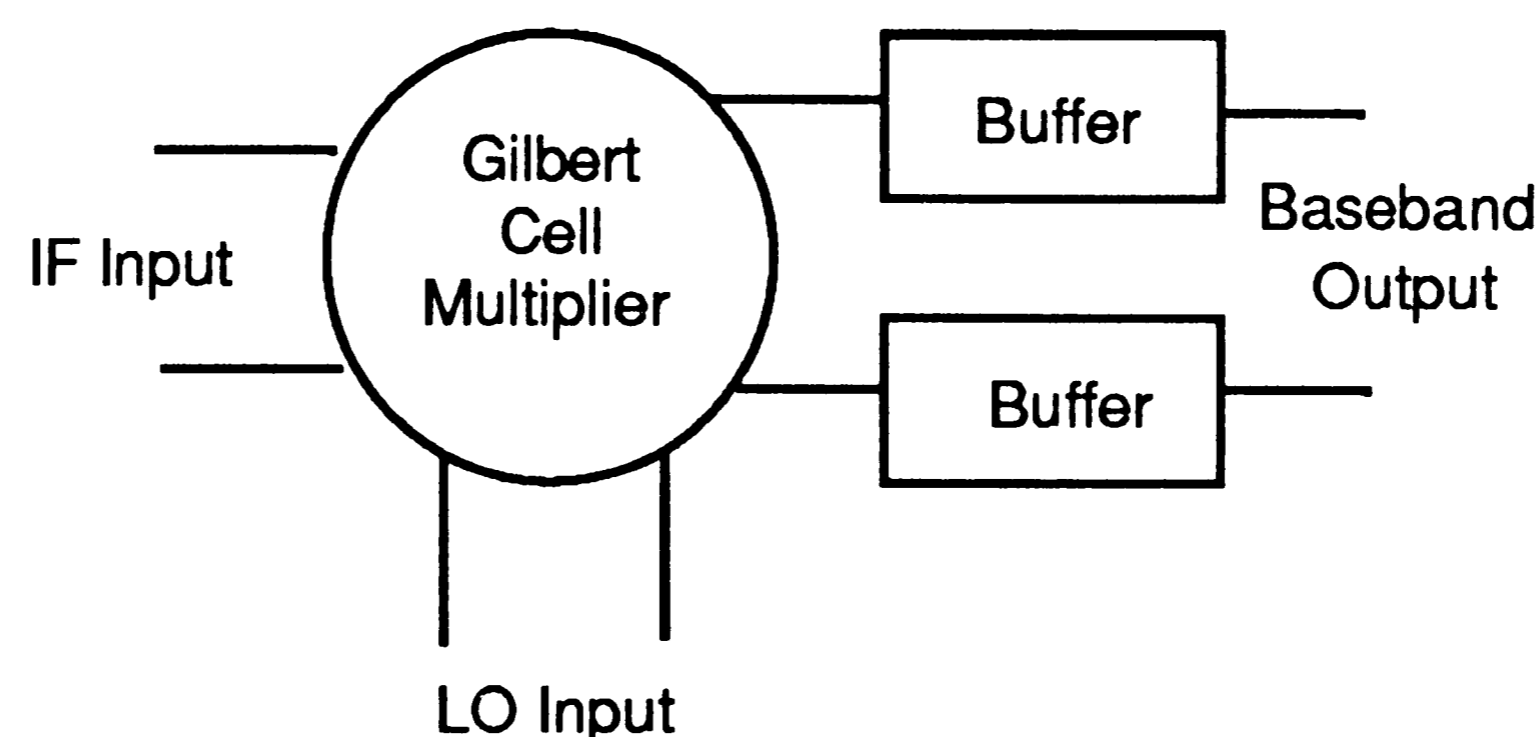 Gilbert
Cell
Multiplier
IF Input
LO Input
Buffer
Buffer
Baseband
Output